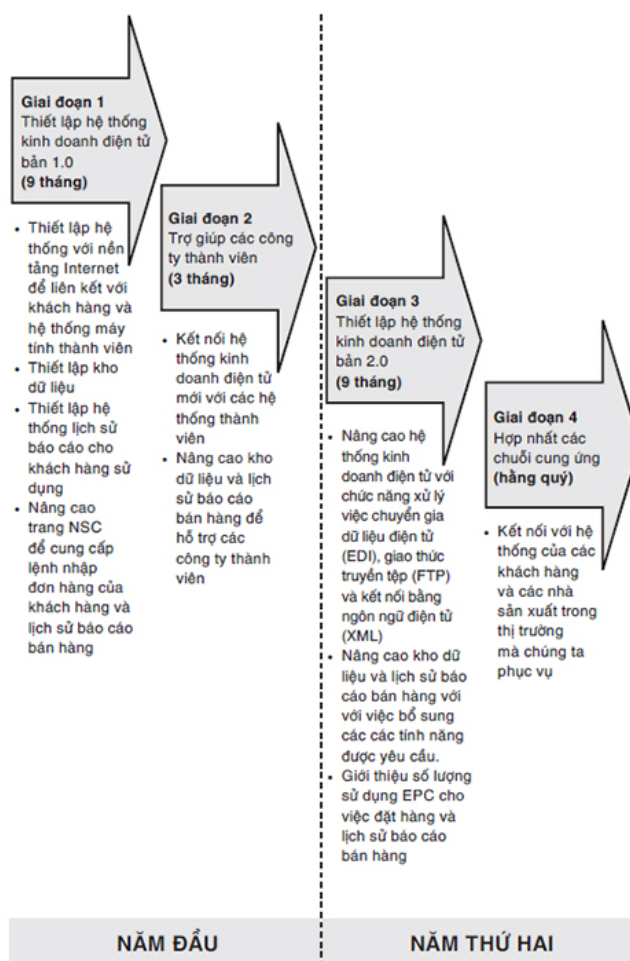 Giai đoạn 1
Thiết lập hệ thống
kinh doanh điện tử
bản 1.0
(9 tháng)
• Thiết lập hệ
thống với nền
tảng Internet
để liên kết với
khách hàng và
hệ thống máy
tính thành viên
• Thiết lập kho
dữ liệu
• Thiết lập hệ
thống lịch sử
báo cáo cho
khách hàng sử
dụng
• Nâng cao
trang NSC
để cung cấp
lệnh nhập
đơn hàng của
khách hàng và
lịch sử báo cáo
bán hàng
Giai đoạn 2
Trợ giúp các công
ty thành viên
(3 tháng)
• Kết nối hệ
thống kinh
doanh điện tử
mới với các hệ
thống thành
viên
• Nâng cao kho
dữ liệu và lịch
sử báo cáo
bán hàng để
hỗ trợ các
công ty thành
viên
Giai đoạn 3
Thiết lập hệ thống
kinh doanh điện tử
bản 2.0
(9 tháng)
• Nâng cao hệ
thống kinh
doanh điện tử với
chức năng xử lý
việc chuyển gia
dữ liệu điện tử
(EDI), giao thức
truyền tệp (FTP)
và kết nối bằng
ngôn ngữ điện tử
(XML)
• Nâng cao kho dữ
liệu và lịch sử báo
cáo bán hàng với
với việc bổ sung
các các tính năng
được yêu cầu.
• Giới thiệu số lượng
sử dụng EPC cho
việc đặt hàng và
lịch sử báo cáo
bán hàng
Giai đoạn 4
Hợp nhất các
chuỗi cung ứng
(hằng quý)
• Kết nối với hệ
thống của các
khách hàng
và các nhà
sản xuất trong
thị trường
mà chúng ta
phục vụ
NĂM ĐẦU
NĂM THỨ HAI